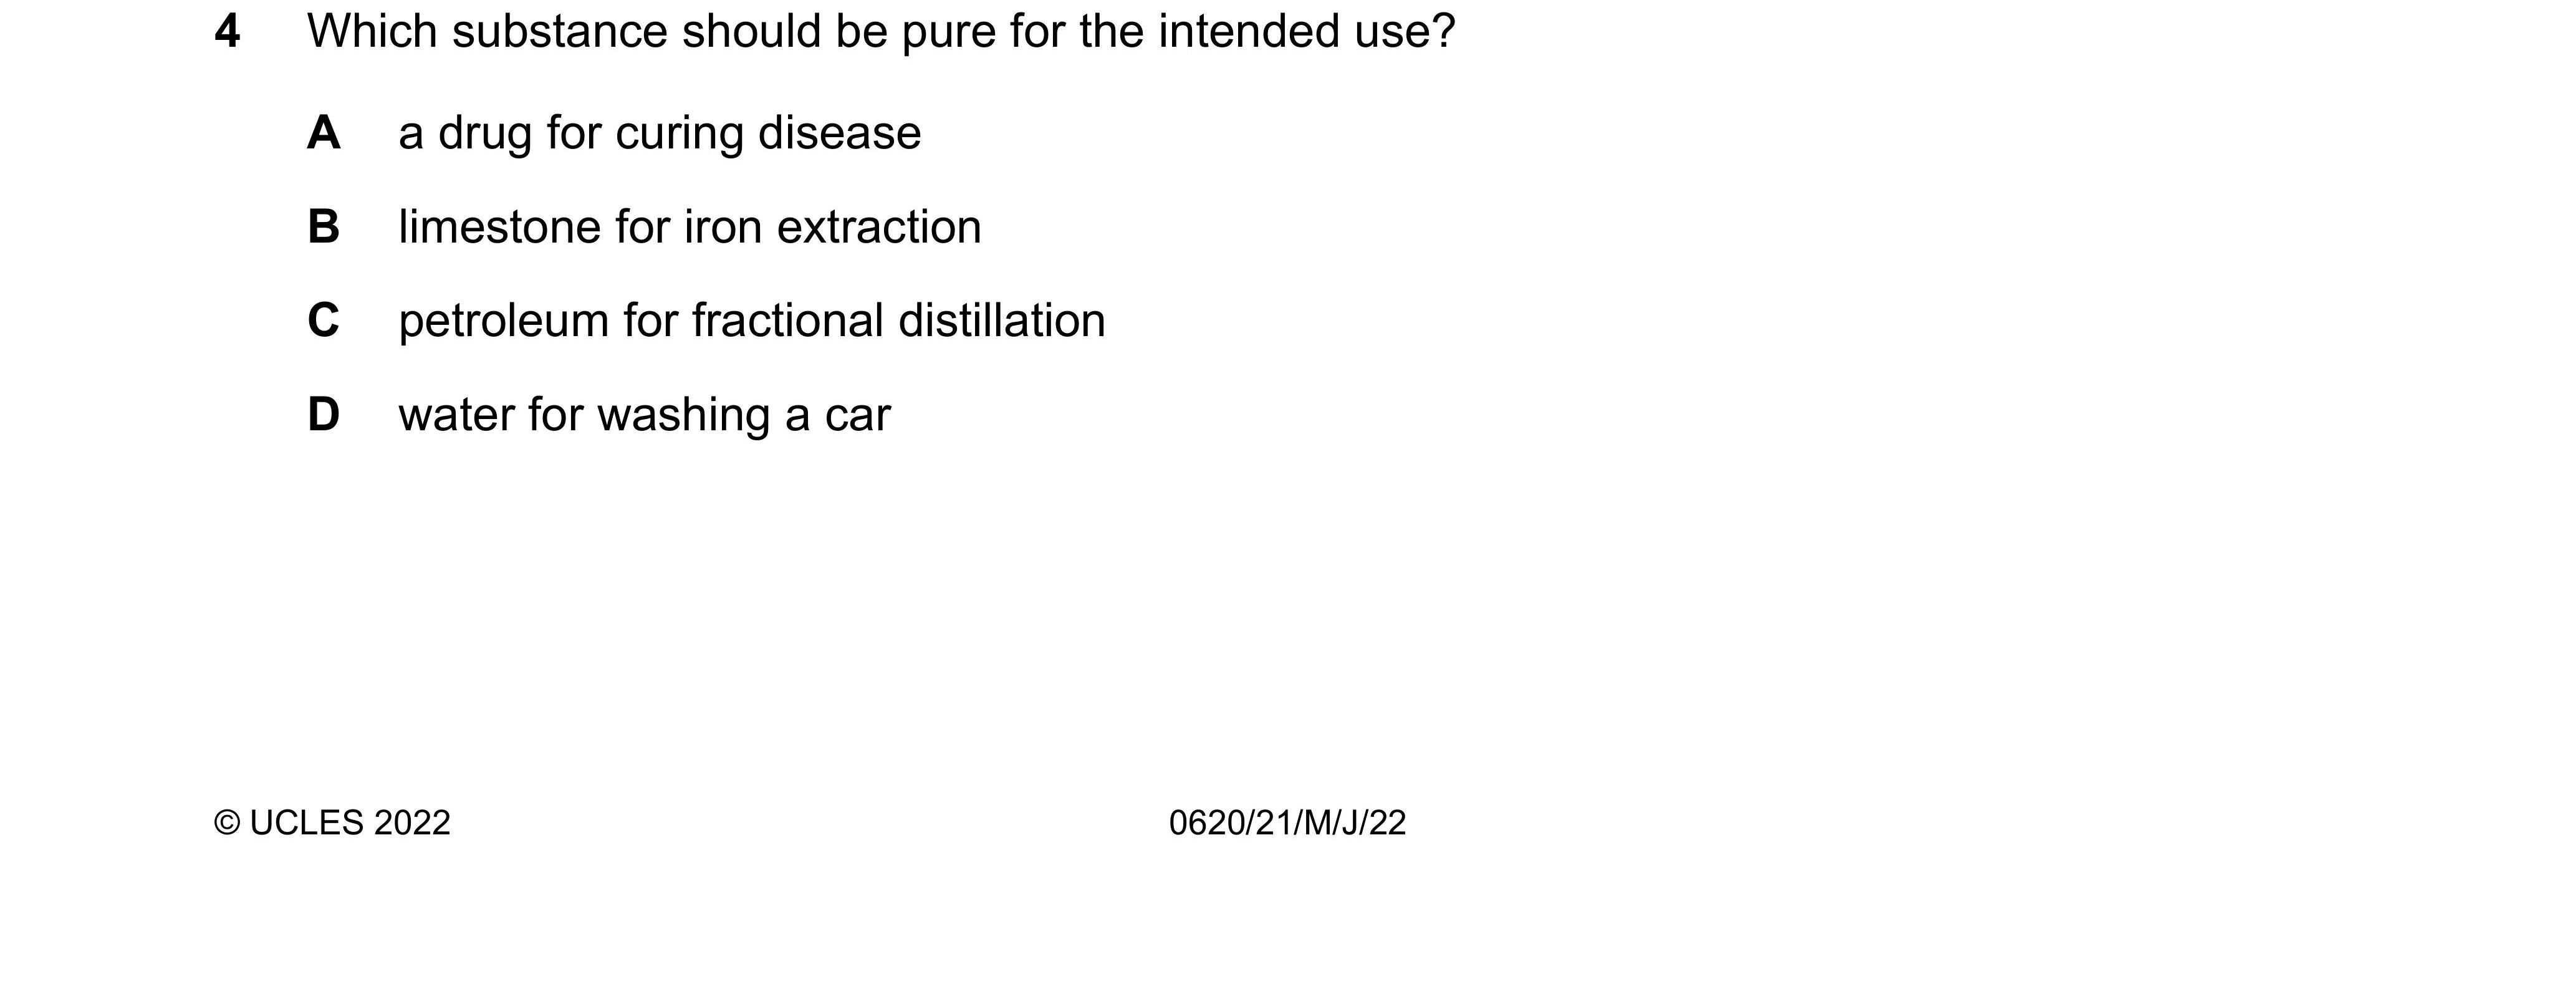 4 Which substance should be pure for the intended use?
A a drug for curing disease
B limestone for iron extraction
C petroleum for fractional distillation
D water for washing a car
© UCLES 2022 0620/21/M/J/22